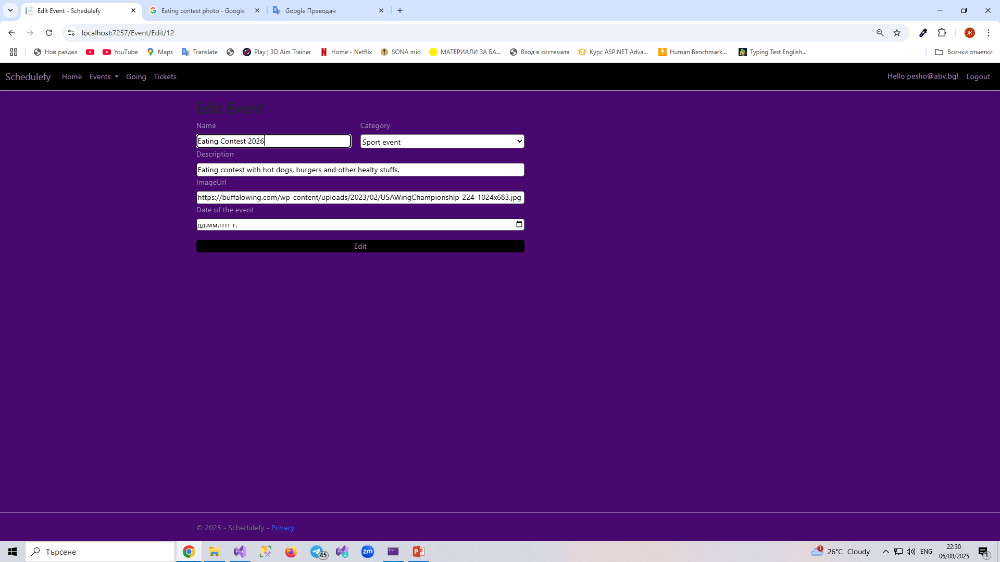 Edit Event - Schedulefy
Eating contest photo - Google
Google Преводач
localhost:7257/Event/Edit/12
Ж
Нов раздел
YouTube
Maps
Translate
Play | 3D Aim Trainer
Home - Netflix
SONA mid
МАТЕРИАЛИ ЗА БА...
Вход в системата
Курс ASP.NET Adva...
Human Benchmark...
Typing Test English...
Всички отметки
Schedulefy
Home
Events
Going
Tickets
Hello pesho@abv.bg!
Logout
Edit Event
Name
Category
Eating Contest 2026
Sport event
Description
Eating contest with hot dogs, burgers and other healty stuffs.
ImageUrl
https://buffalowing.com/wp-content/uploads/2023/02/USAWingChampionship-224-1024x683.jpg
Date of the event
дд.мм.гггг г.
Edit
© 2025 - Schedulefy - Privacy
Търсене
45
zm
1
26°C Cloudy
ENG
22:30
06/08/2025
1